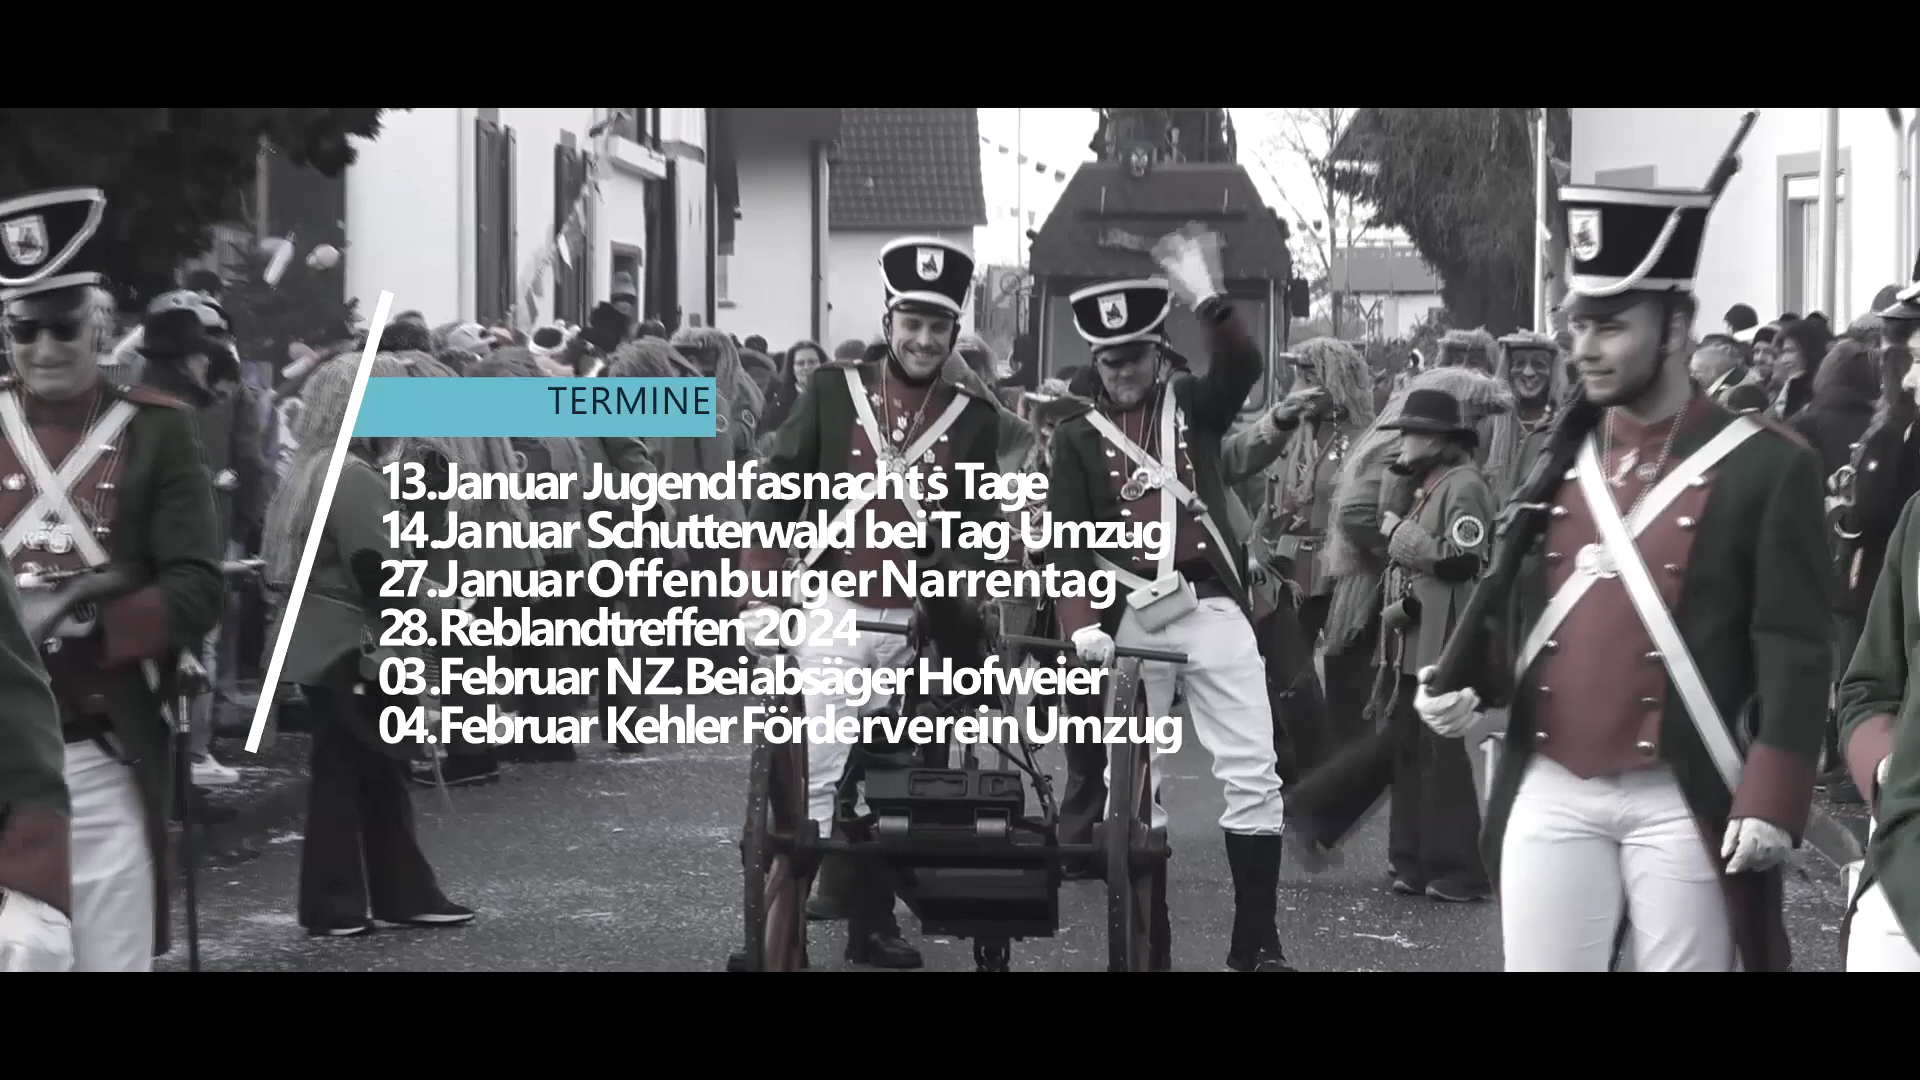 TERMINE
13.Januar Jugendfasnachts Tage
14.Januar Schutterwald bei Tag Umzug
27.Januar Offenburger Narrentag
28.Reblandtreffen 2024
03.Februar NZ.Beiabsäger Hofweier
04.Februar Kehler Förderverein Umzug